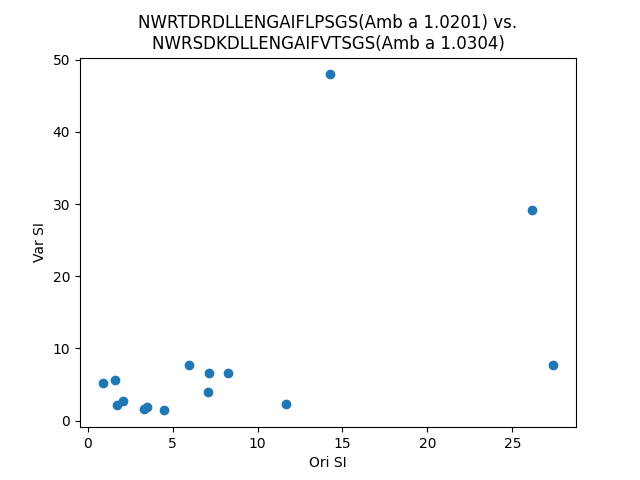 NWRTDRDLLENGAIFLPSGS(Amb a 1.0201) vs.
NWRSDKDLLENGAIFVTSGS(Amb a 1.0304)
50
40
30
20
10
0
Var SI
0 5 10 15 20 25
Ori SI